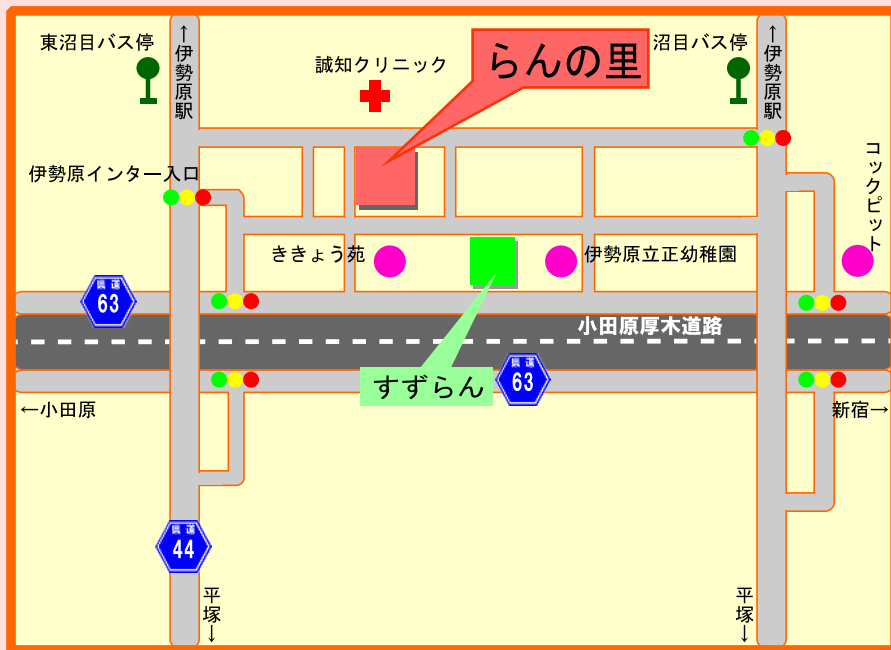 東沼目バス停
↑伊勢原駅
誠知クリニック
らんの里
沼目バス停
↑伊勢原駅
伊勢原インター入口
コックピット
ききょう苑
伊勢原立正幼稚園
県道
63
小田原厚木道路
すずらん
県道
63
←小田原
新宿→
県道
44
平塚→
平塚→